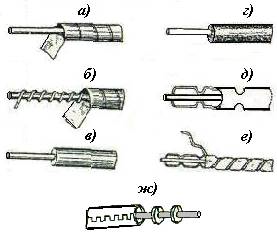 а) г)
б) д)
в) е)
ж)